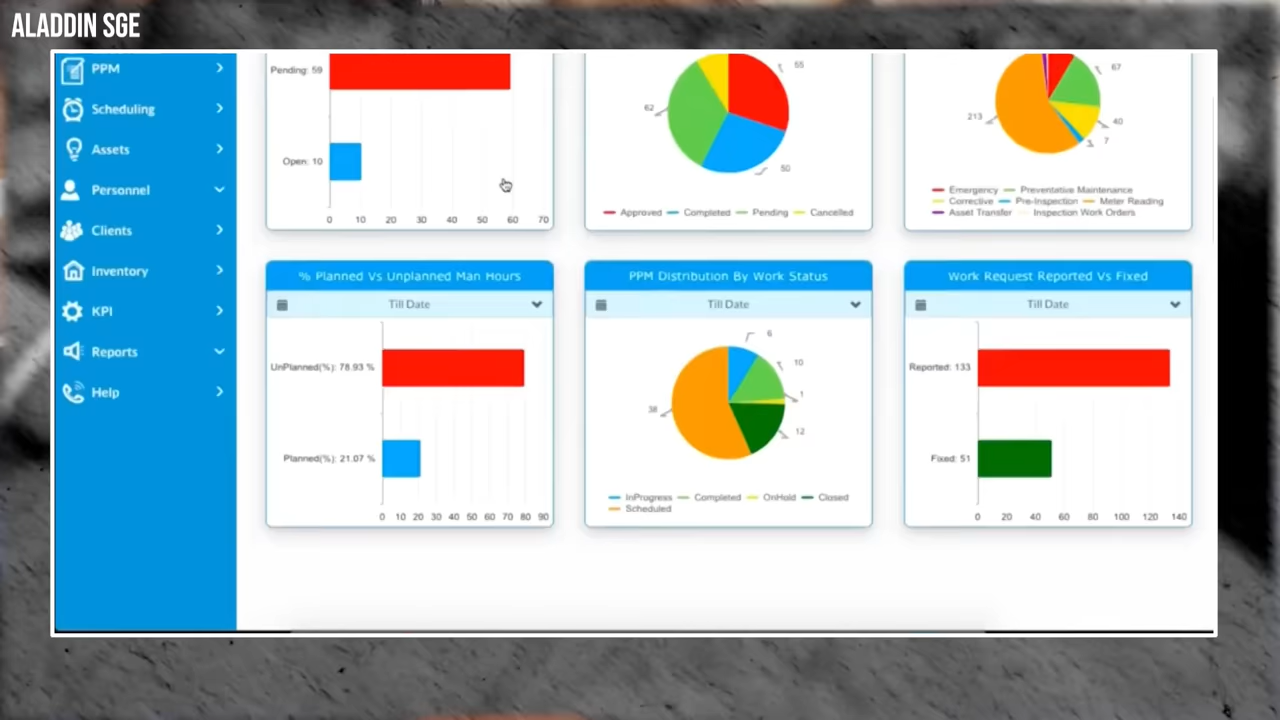 ALADDIN SGE
PPM
Scheduling
Assets
Personnel
Clients
Inventory
KPI
Reports
Help
Pending: 59
Open: 10
0 10 20 30 40 50 60 70
55
62
50
Approved Completed Pending Cancelled
67
213
40
7
3
Emergency Preventative Maintenance
Corrective Pre-Inspection Meter Reading
Asset Transfer Inspection Work Orders
% Planned Vs Unplanned Man Hours
Till Date
UnPlanned(%): 78.93 %
Planned(%): 21.07 %
0 10 20 30 40 50 60 70 80 90
PPM Distribution By Work Status
Till Date
6
10
1
38
12
InProgress Completed OnHold Closed
Scheduled
Work Request Reported Vs Fixed
Till Date
Reported: 133
Fixed: 51
0 20 40 60 80 100 120 140